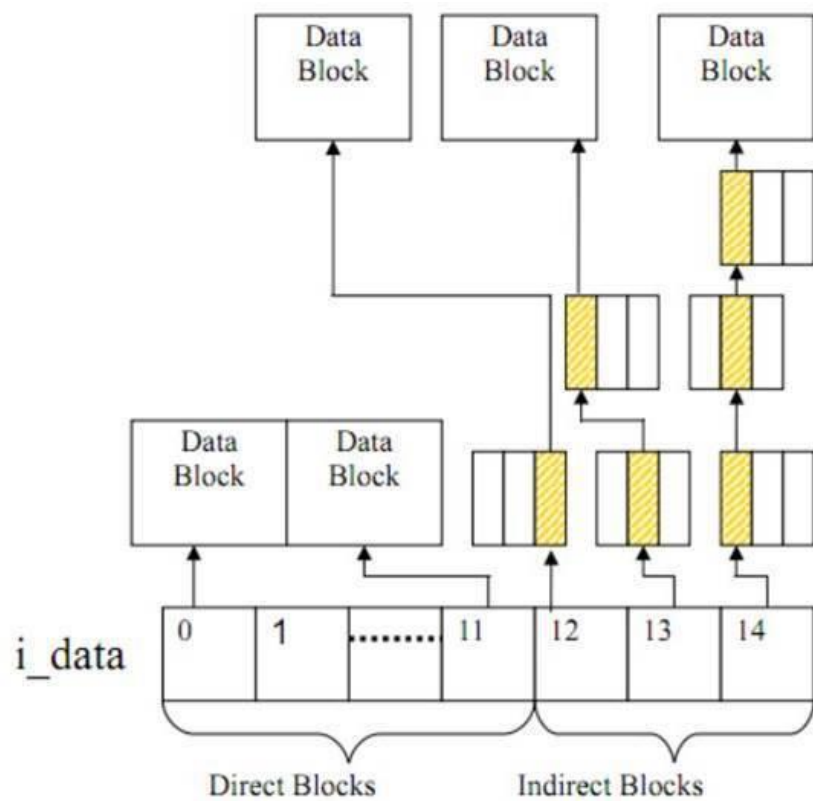 Data
Block
Data
Block
Data
Block
Data
Block
Data
Block
i_data
0
1
11
12
13
14
Direct Blocks
Indirect Blocks